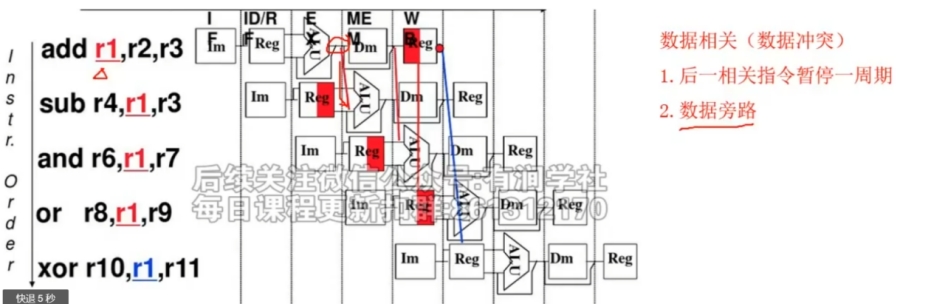 I ID/R E ME W
F F X M B
Instr. Order
add r1,r2,r3
Im Reg ALU Dm Reg
sub r4,r1,r3
Im Reg ALU Dm Reg
and r6,r1,r7
Im Reg ALU Dm Reg
or r8,r1,r9
Im Reg ALU Dm Reg
xor r10,r1,r11
Im Reg ALU Dm Reg
数据相关（数据冲突）
1. 后一相关指令暂停一周期
2. 数据旁路
后续关注微信公众号:有润学社
每日课程更新扣群:
快退 5 秒